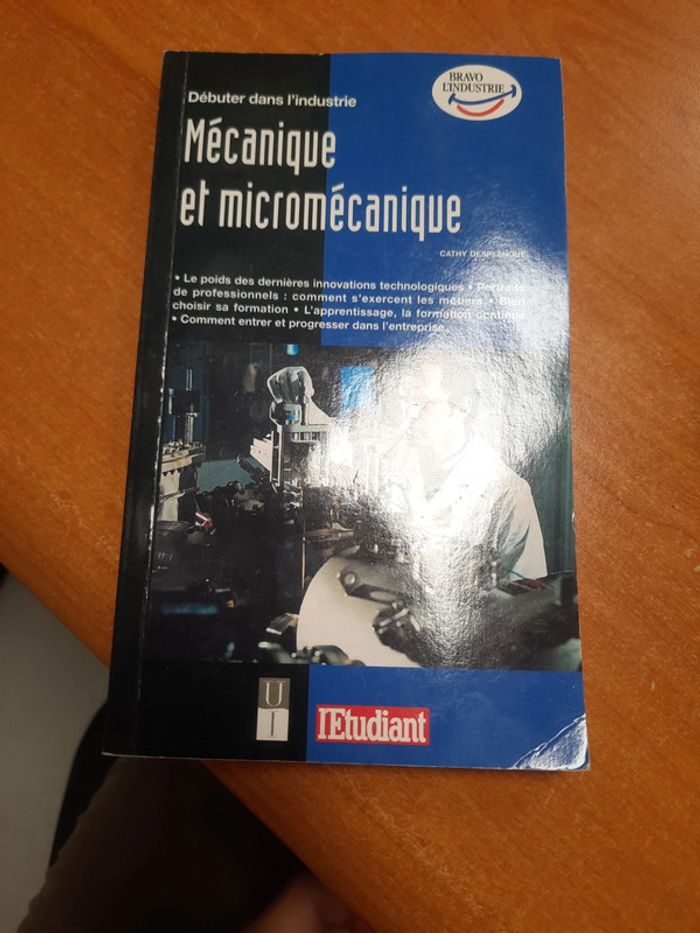 BRAVO
L'INDUSTRIE
Débuter dans l'industrie
Mécanique
et micromécanique
CATHY DESPLANQUE
• Le poids des dernières innovations technologiques • Portraits
de professionnels : comment s'exercent les métiers • Bien
choisir sa formation • L'apprentissage, la formation continue
• Comment entrer et progresser dans l'entreprise.
U
I
l'Etudiant